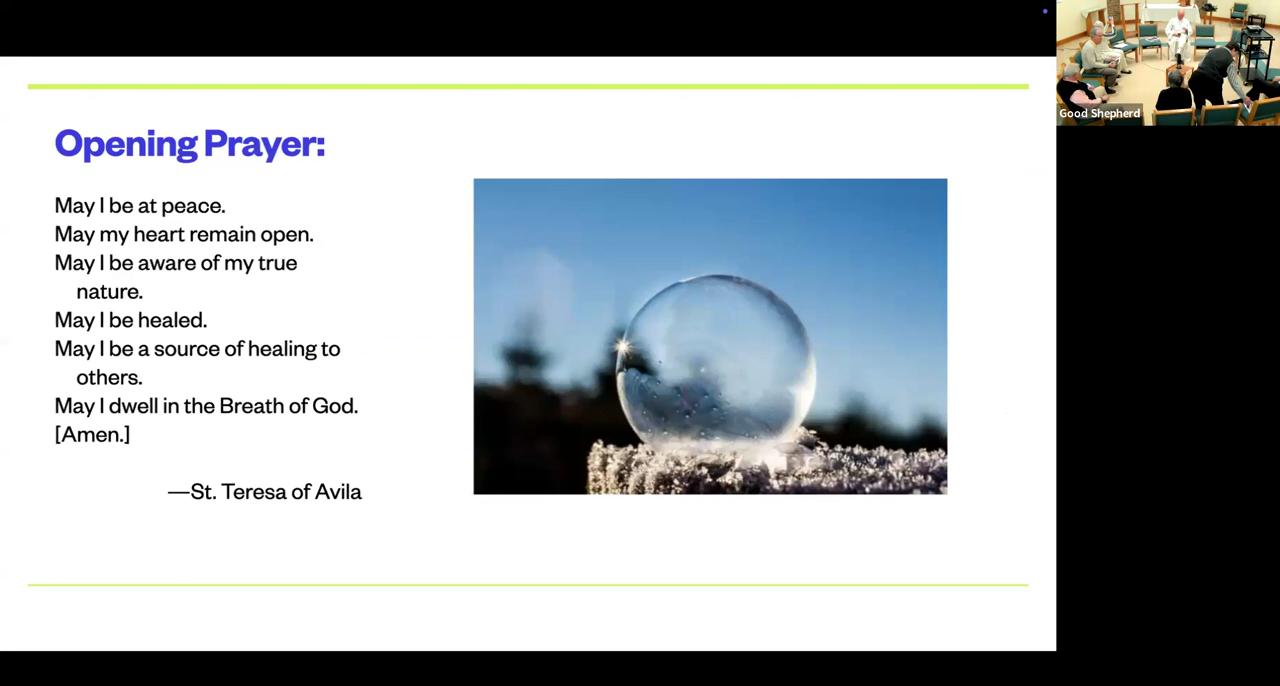 Opening Prayer:
May I be at peace.
May my heart remain open.
May I be aware of my true
nature.
May I be healed.
May I be a source of healing to
others.
May I dwell in the Breath of God.
[Amen.]
—St. Teresa of Avila
Good Shepherd